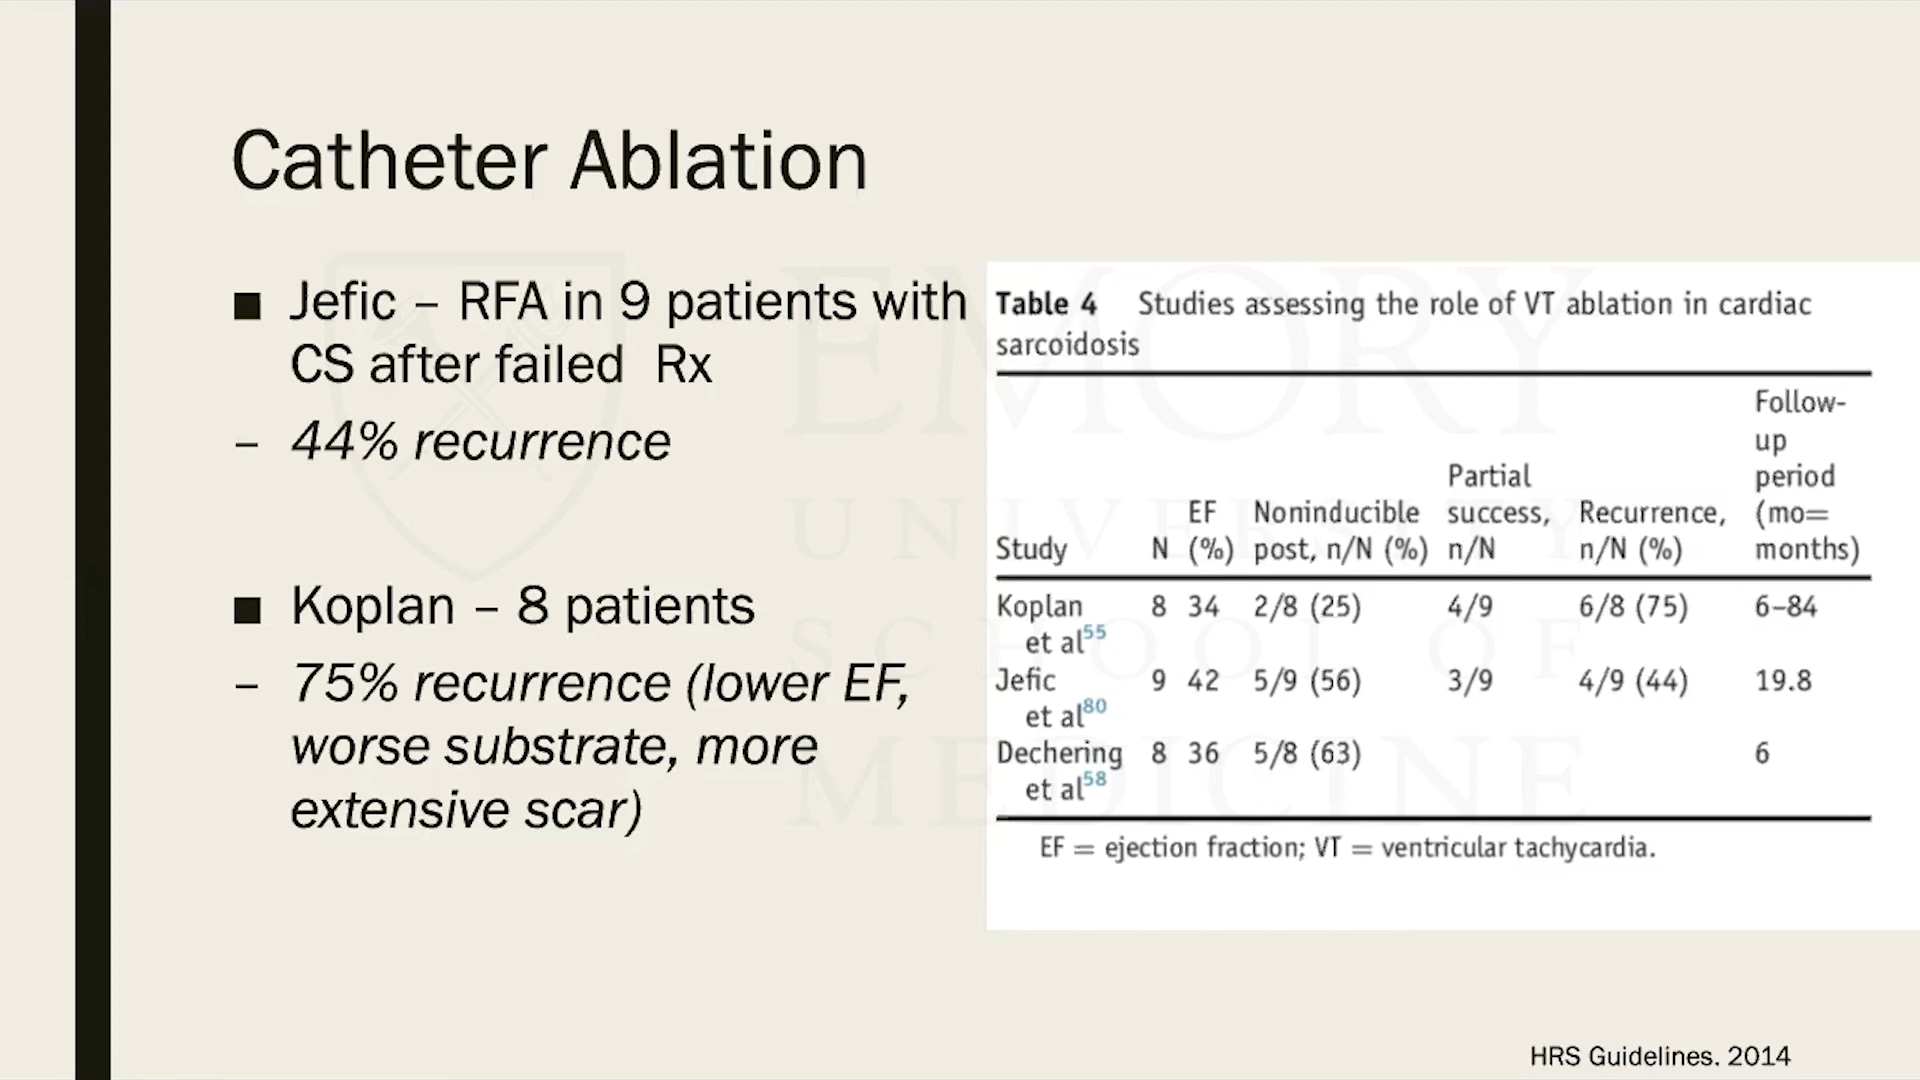 Catheter Ablation
■ Jefic – RFA in 9 patients with
CS after failed Rx
– 44% recurrence
■ Koplan – 8 patients
– 75% recurrence (lower EF,
worse substrate, more
extensive scar)
Table 4 Studies assessing the role of VT ablation in cardiac
sarcoidosis
Follow-
up
Partial period
EF Noninducible success, Recurrence, (mo=
Study N (%) post, n/N (%) n/N n/N (%) months)
Koplan 8 34 2/8 (25) 4/9 6/8 (75) 6–84
et al55
Jefic 9 42 5/9 (56) 3/9 4/9 (44) 19.8
et al80
Dechering 8 36 5/8 (63) 6
et al58
EF = ejection fraction; VT = ventricular tachycardia.
HRS Guidelines. 2014
EMORY
UNIVERSITY
SCHOOL OF
MEDICINE